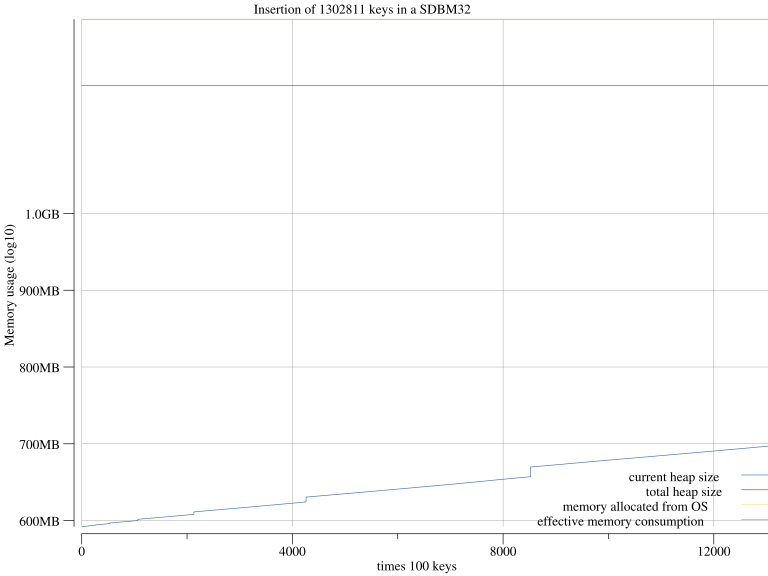 Insertion of 1302811 keys in a SDBM32
Memory usage (log10)
1.0GB
900MB
800MB
700MB
600MB
current heap size
total heap size
memory allocated from OS
effective memory consumption
0 4000 8000 12000
times 100 keys